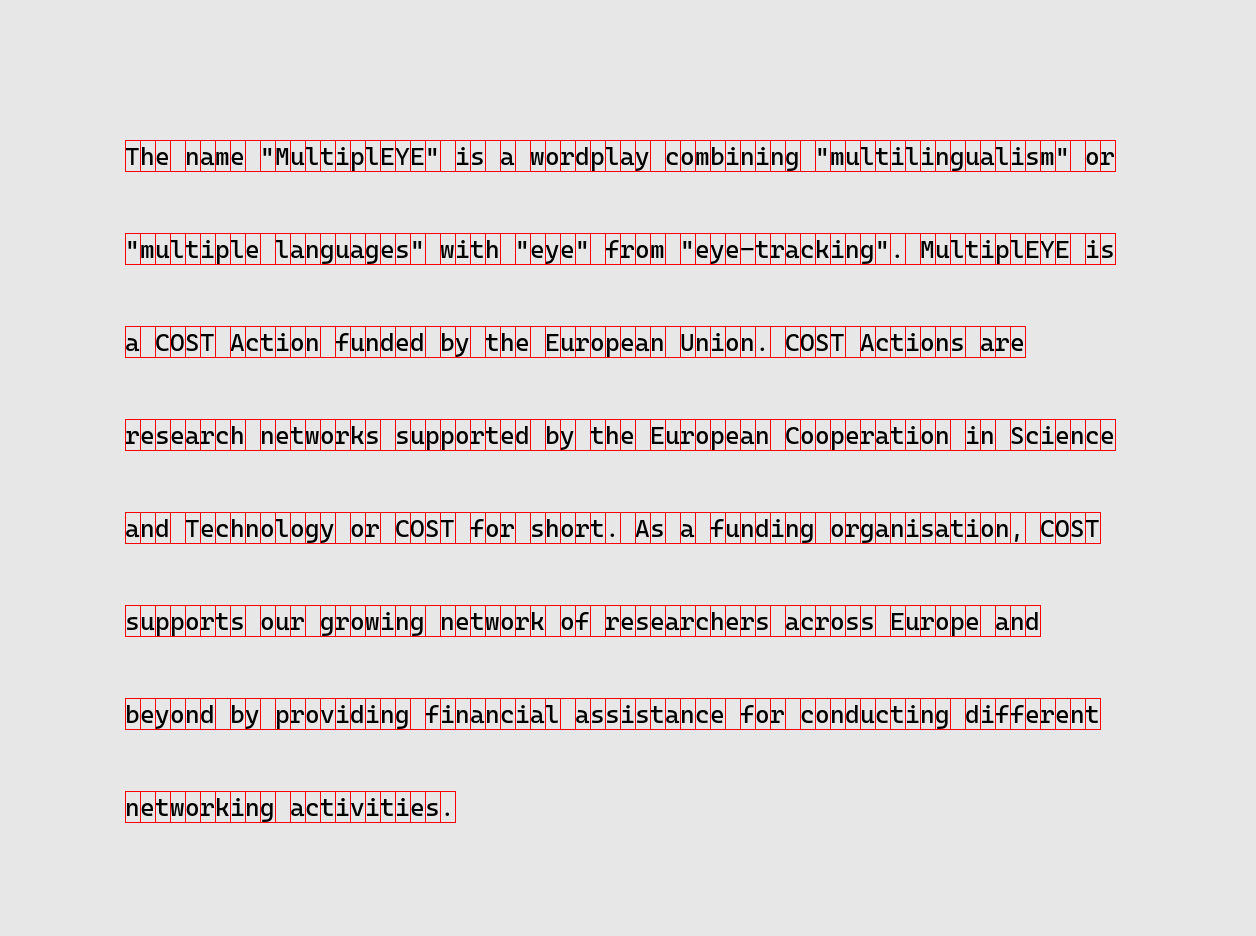 The name "MultiplEYE" is a wordplay combining "multilingualism" or
"multiple languages" with "eye" from "eye-tracking". MultiplEYE is
a COST Action funded by the European Union. COST Actions are
research networks supported by the European Cooperation in Science
and Technology or COST for short. As a funding organisation, COST
supports our growing network of researchers across Europe and
beyond by providing financial assistance for conducting different
networking activities.